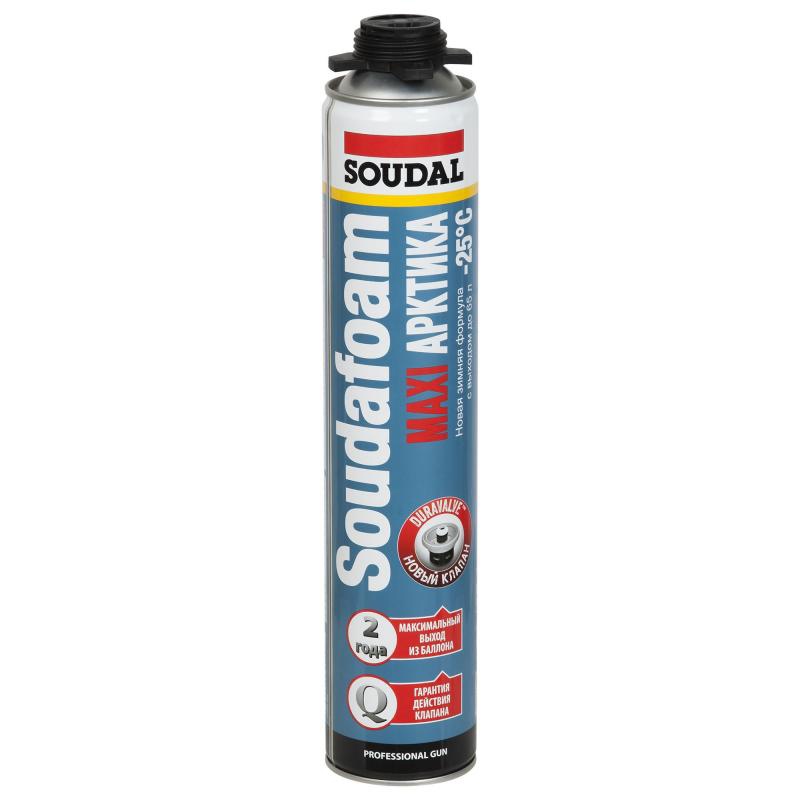 SOUDAL
Soudafoam
MAXI АРКТИКА
-25°C
Новая зимняя формула
с выходом до 65 л
DURAVALVE™
НОВЫЙ КЛАПАН
2
года
МАКСИМАЛЬНЫЙ
ВЫХОД
ИЗ БАЛЛОНА
Q
ГАРАНТИЯ
ДЕЙСТВИЯ
КЛАПАНА
PROFESSIONAL GUN